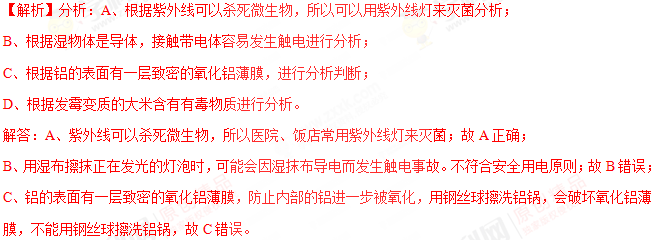 【解析】分析：A、根据紫外线可以杀死微生物，所以可以用紫外线灯来灭菌分析；
B、根据湿物体是导体，接触带电体容易发生触电进行分析；
C、根据铝的表面有一层致密的氧化铝薄膜，进行分析判断；
D、根据发霉变质的大米含有有毒物质进行分析。
解答：A、紫外线可以杀死微生物，所以医院、饭店常用紫外线灯来灭菌；故 A 正确；
B、用湿布擦抹正在发光的灯泡时，可能会因湿抹布导电而发生触电事故。不符合安全用电原则；故 B 错误；
C、铝的表面有一层致密的氧化铝薄膜，防止内部的铝进一步被氧化，用钢丝球擦洗铝锅，会破坏氧化铝薄
膜，不能用钢丝球擦洗铝锅，故 C 错误。